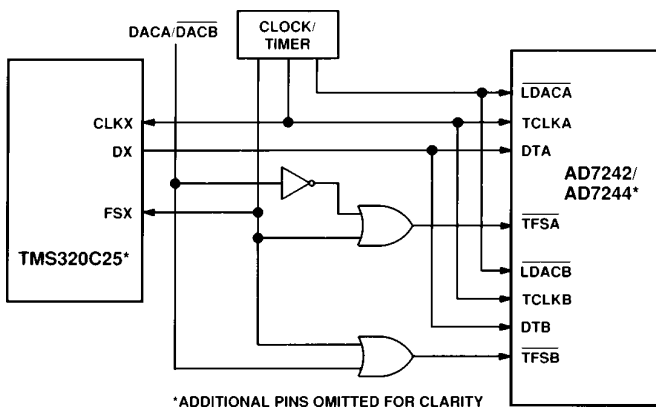 DACA/DACB
CLOCK/
TIMER
CLKX
DX
FSX
TMS320C25*
LDACA
TCLKA
DTA
AD7242/
AD7244*
TFSA
LDACB
TCLKB
DTB
TFSB
*ADDITIONAL PINS OMITTED FOR CLARITY